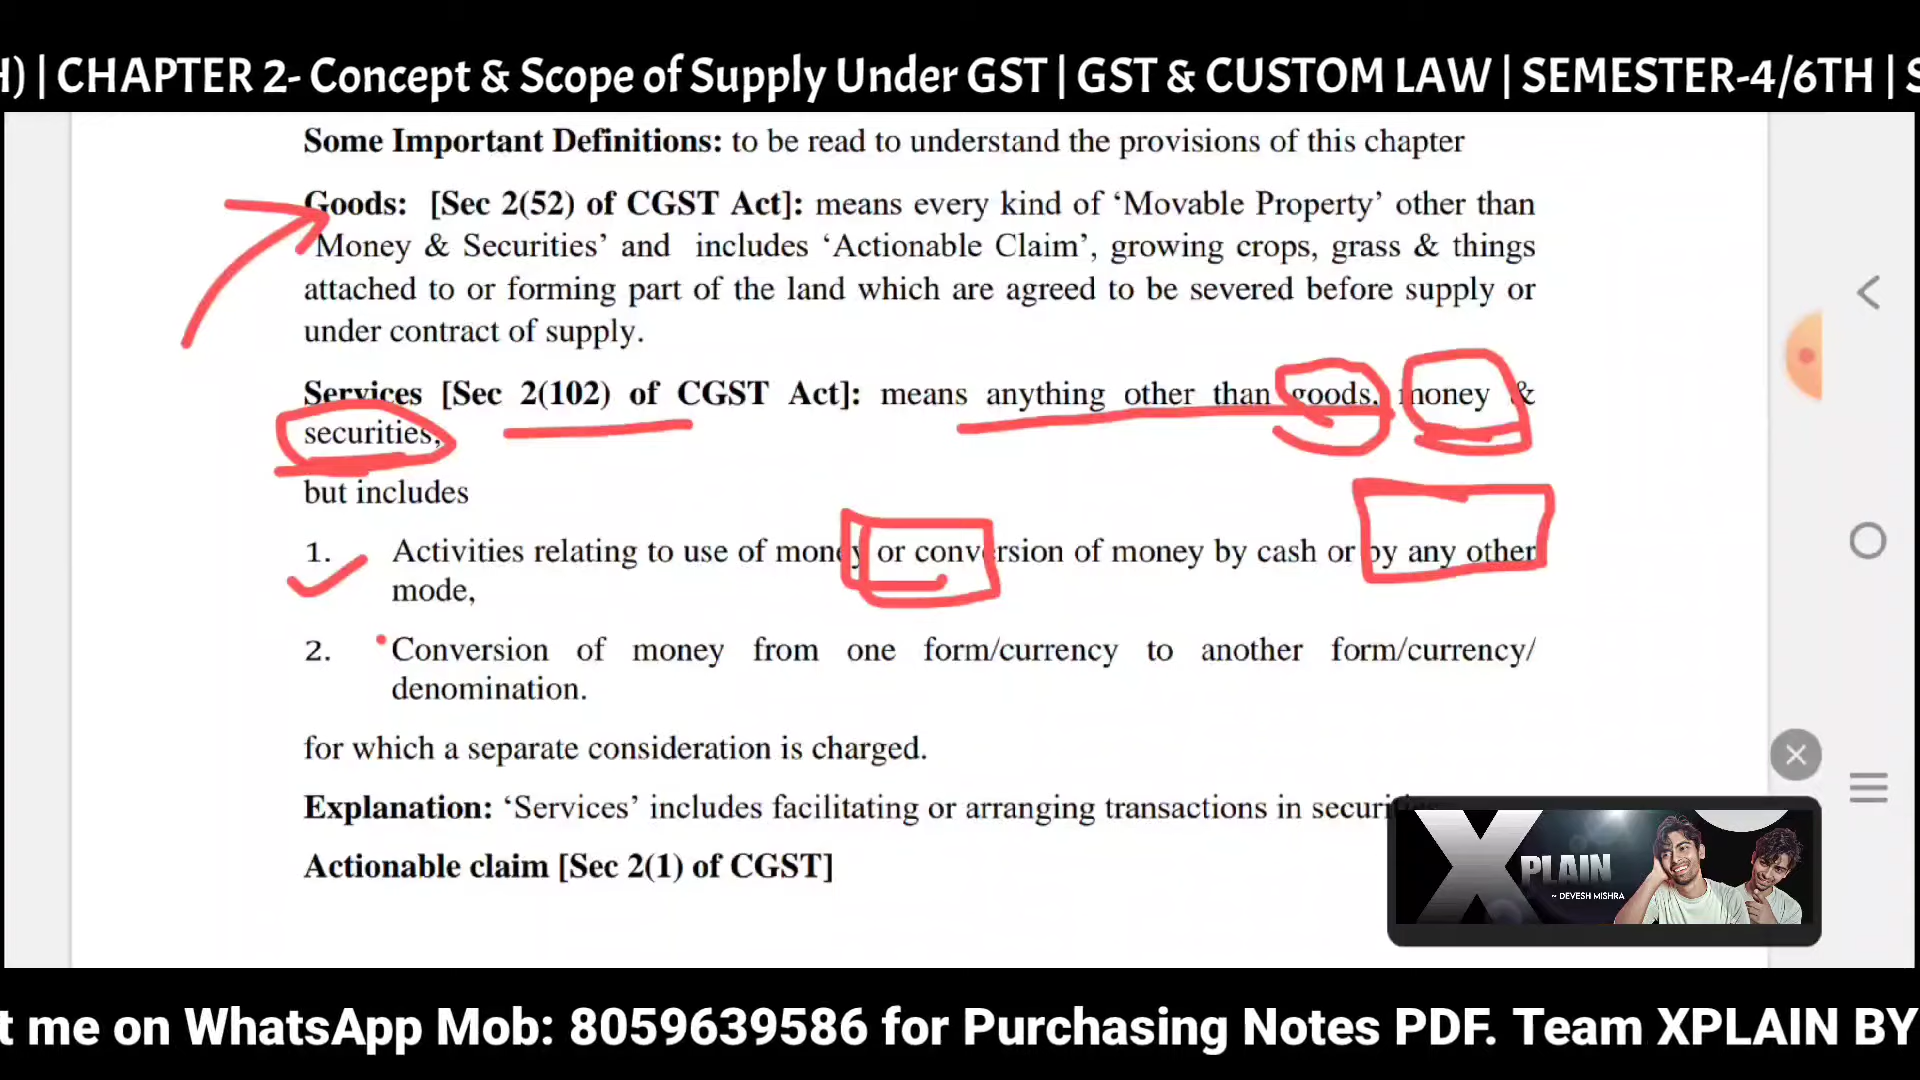 H) | CHAPTER 2- Concept & Scope of Supply Under GST | GST & CUSTOM LAW | SEMESTER-4/6TH | S
Some Important Definitions: to be read to understand the provisions of this chapter
Goods: [Sec 2(52) of CGST Act]: means every kind of ‘Movable Property’ other than
‘Money & Securities’ and includes ‘Actionable Claim’, growing crops, grass & things
attached to or forming part of the land which are agreed to be severed before supply or
under contract of supply.
Services [Sec 2(102) of CGST Act]: means anything other than goods, money &
securities,
but includes
1. Activities relating to use of money or conversion of money by cash or by any other
mode,
2. Conversion of money from one form/currency to another form/currency/
denomination.
for which a separate consideration is charged.
Explanation: ‘Services’ includes facilitating or arranging transactions in
Actionable claim [Sec 2(1) of CGST]
XPLAIN
~ DEVESH MISHRA
t me on WhatsApp Mob: 8059639586 for Purchasing Notes PDF. Team XPLAIN BY